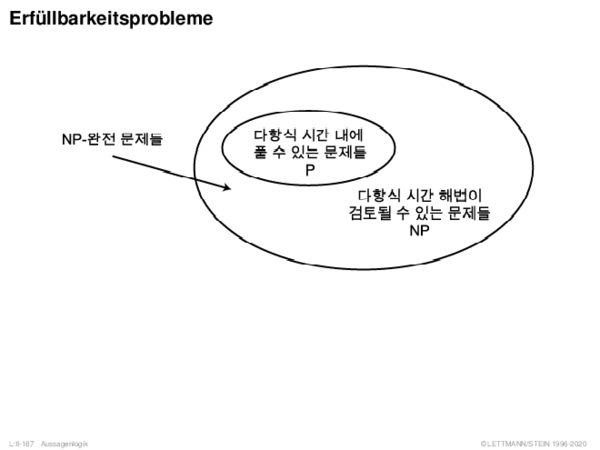 Erfüllbarkeitsprobleme
NP-완전 문제들
다항식 시간 내에
풀 수 있는 문제들
P
다항식 시간 해법이
검토될 수 있는 문제들
NP
L:II-187 Aussagenlogik
© LETTMANN/STEIN 1996-2020